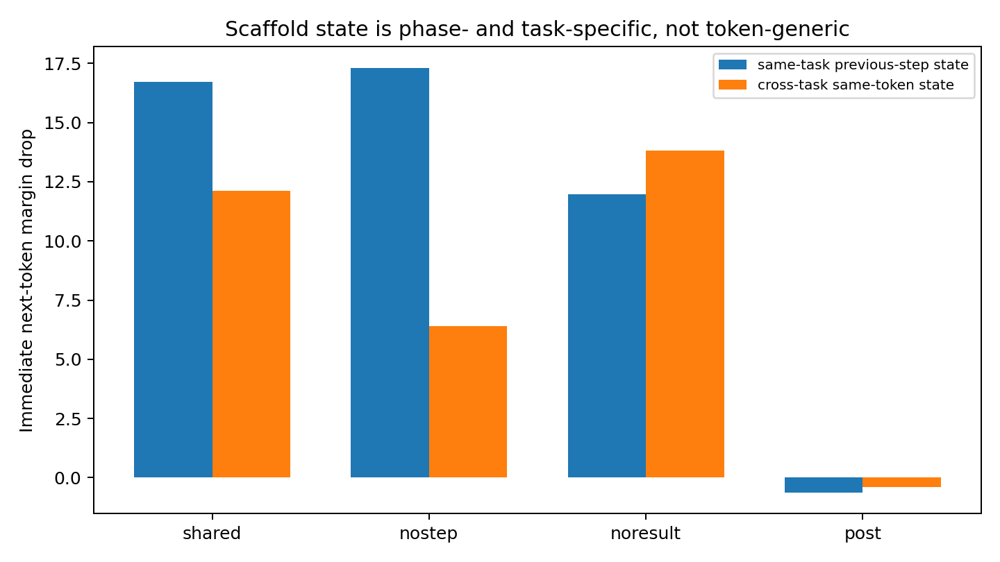 Scaffold state is phase- and task-specific, not token-generic
same-task previous-step state
cross-task same-token state
Immediate next-token margin drop
17.5
15.0
12.5
10.0
7.5
5.0
2.5
0.0
shared
nostep
noresult
post